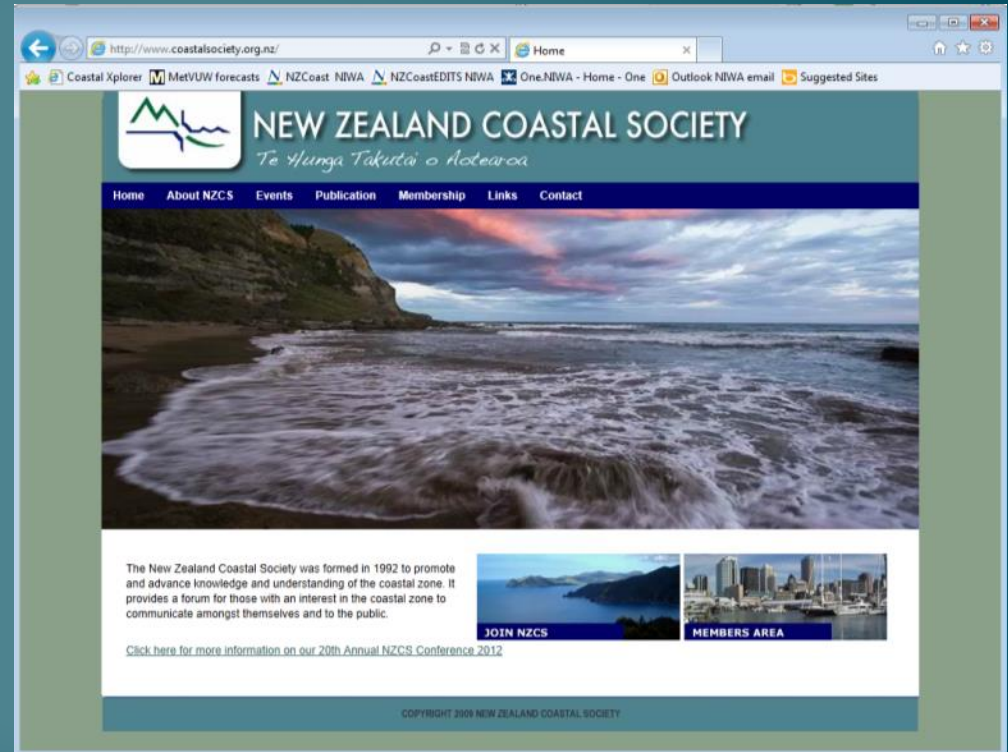 http://www.coastalsociety.org.nz/
Home
Coastal Xplorer MetVUW forecasts NZCoast NIWA NZCoastEDITS NIWA One.NIWA - Home - One Outlook NIWA email Suggested Sites
NEW ZEALAND COASTAL SOCIETY
Te Hunga Takutai o Aotearoa
Home About NZCS Events Publication Membership Links Contact
The New Zealand Coastal Society was formed in 1992 to promote
and advance knowledge and understanding of the coastal zone. It
provides a forum for those with an interest in the coastal zone to
communicate amongst themselves and to the public.
JOIN NZCS
MEMBERS AREA
Click here for more information on our 20th Annual NZCS Conference 2012
COPYRIGHT 2009 NEW ZEALAND COASTAL SOCIETY